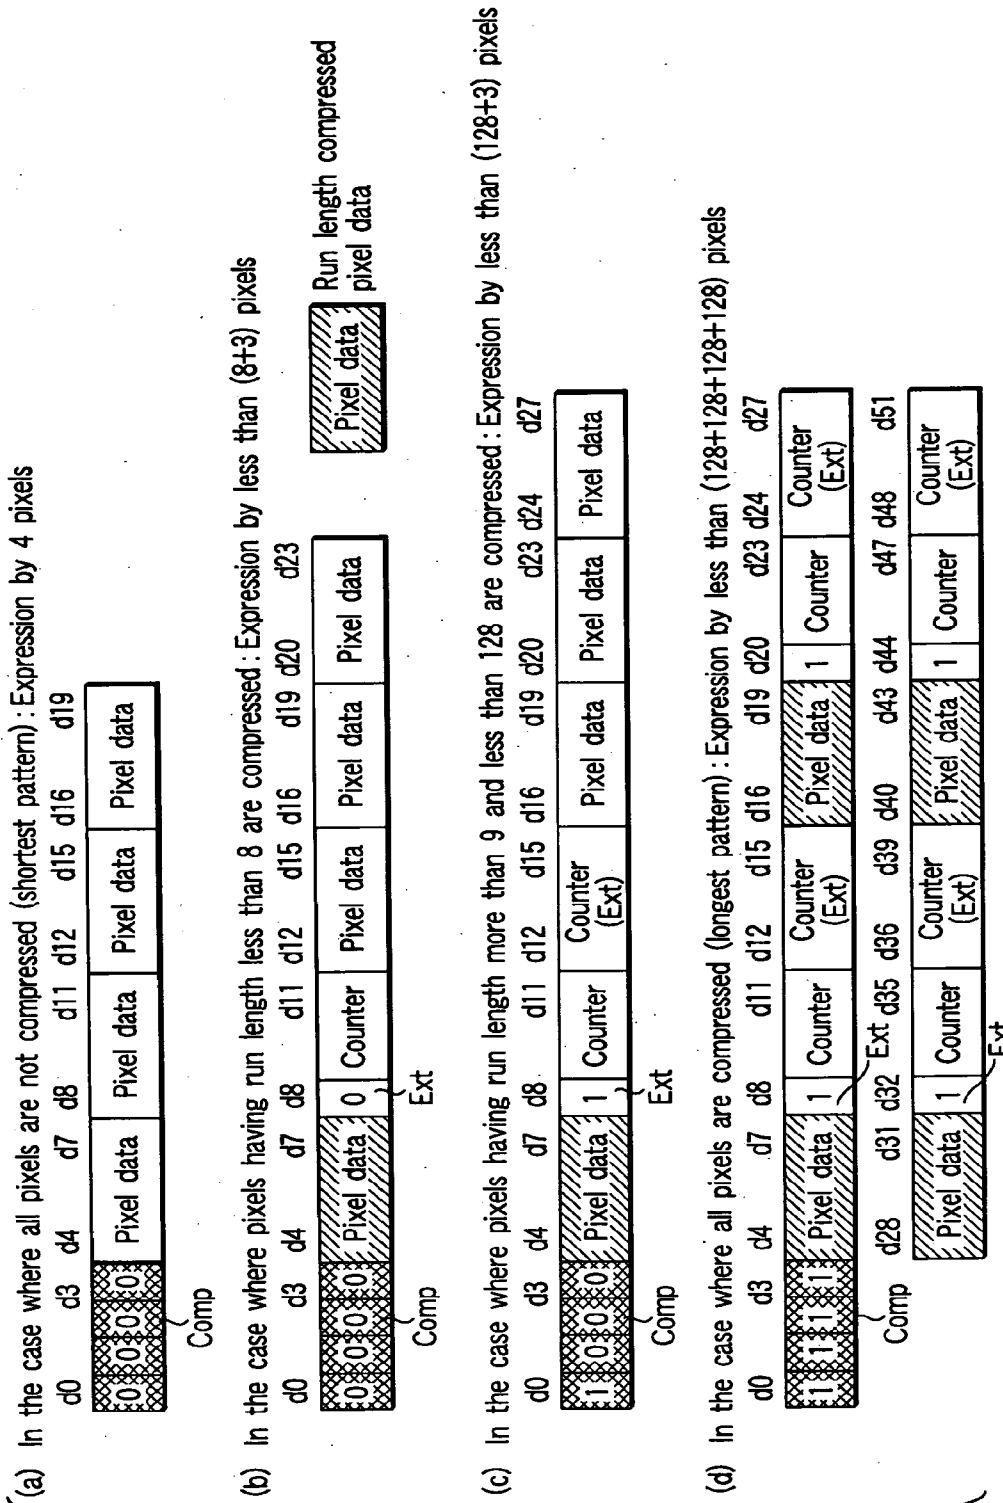 (a) In the case where all pixels are not compressed (shortest pattern) : Expression by 4 pixels
d0 d3 d4 d7 d8 d11 d12 d15 d16 d19
0 0 0 0 Pixel data Pixel data Pixel data Pixel data
Comp
(b) In the case where pixels having run length less than 8 are compressed : Expression by less than (8+3) pixels
d0 d3 d4 d7 d8 d11 d12 d15 d16 d19 d20 d23
0 0 0 0 Pixel data 0 Counter Pixel data Pixel data Pixel data
Comp
Ext
Pixel data
Run length compressed
pixel data
(c) In the case where pixels having run length more than 9 and less than 128 are compressed : Expression by less than (128+3) pixels
d0 d3 d4 d7 d8 d11 d12 d15 d16 d19 d20 d23 d24 d27
1 0 0 0 Pixel data 1 Counter Counter (Ext) Pixel data Pixel data Pixel data
Comp
Ext
(d) In the case where all pixels are compressed (longest pattern) : Expression by less than (128+128+128+128) pixels
d0 d3 d4 d7 d8 d11 d12 d15 d16 d19 d20 d23 d24 d27
1 1 1 1 Pixel data 1 Counter Counter (Ext) Pixel data 1 Counter Counter (Ext)
Comp
Ext
d28 d31 d32 d35 d36 d39 d40 d43 d44 d47 d48 d51
Pixel data 1 Counter Counter (Ext) Pixel data 1 Counter Counter (Ext)
Ext